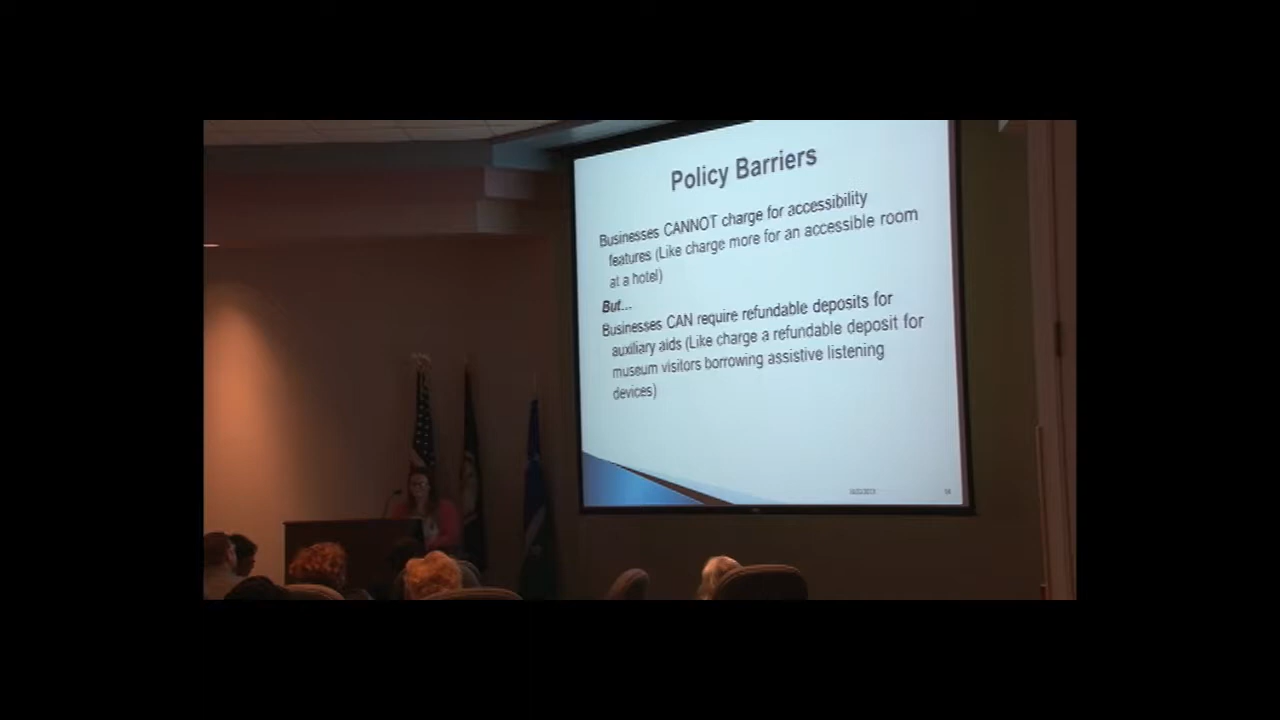 Policy Barriers
Businesses CANNOT charge for accessibility
features (Like charge more for an accessible room
at a hotel)
But...
Businesses CAN require refundable deposits for
auxiliary aids (Like charge a refundable deposit for
museum visitors borrowing assistive listening
devices)